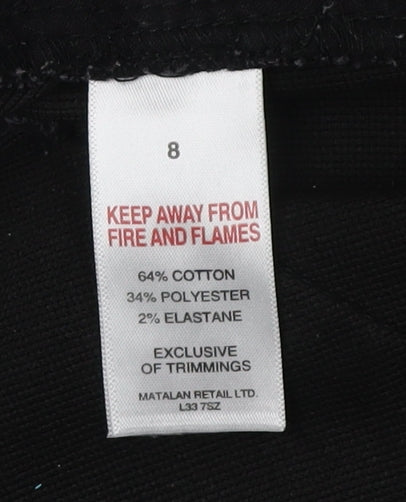 8
KEEP AWAY FROM
FIRE AND FLAMES
64% COTTON
34% POLYESTER
2% ELASTANE
EXCLUSIVE
OF TRIMMINGS
MATALAN RETAIL LTD.
L33 7SZ